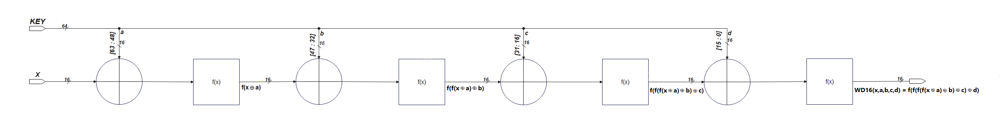 KEY
64
a
[63 : 48]
16
b
[47 : 32]
16
c
[31: 16]
16
d
[15 : 0]
16
X
16
f(x)
16
f(x ⊕ a)
f(x)
16
f(f(x ⊕ a) ⊕ b)
f(x)
16
f(f(f(x ⊕ a) ⊕ b) ⊕ c)
f(x)
16
WD16(x,a,b,c,d) = f(f(f(f(x ⊕ a) ⊕ b) ⊕ c) ⊕ d)